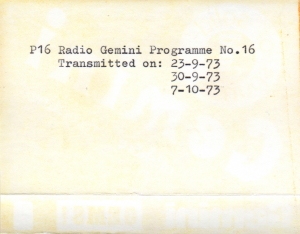 P16 Radio Gemini Programme No.16
Transmitted on: 23-9-73
30-9-73
7-10-73